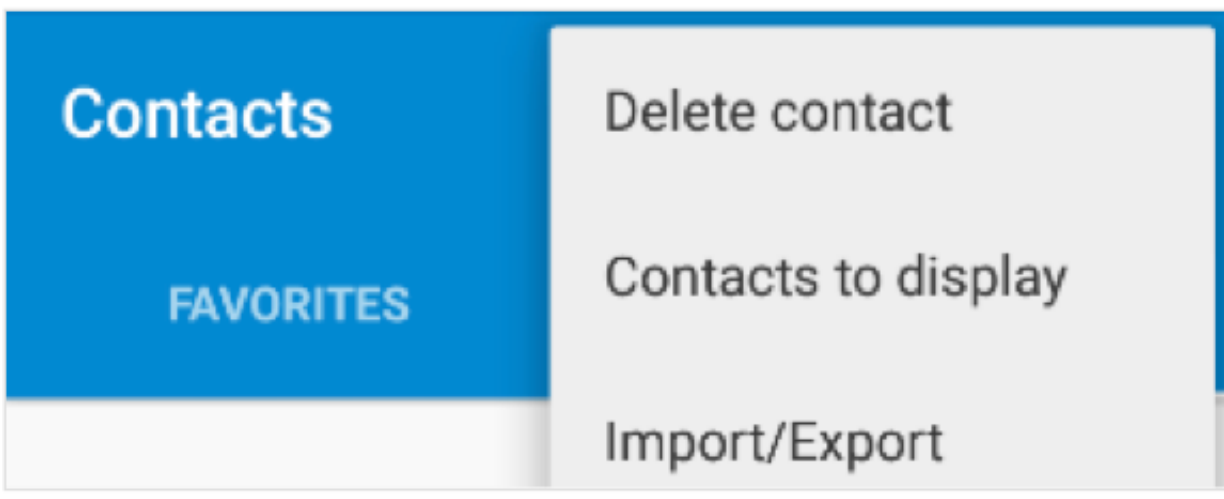 Contacts
FAVORITES
Delete contact
Contacts to display
Import/Export